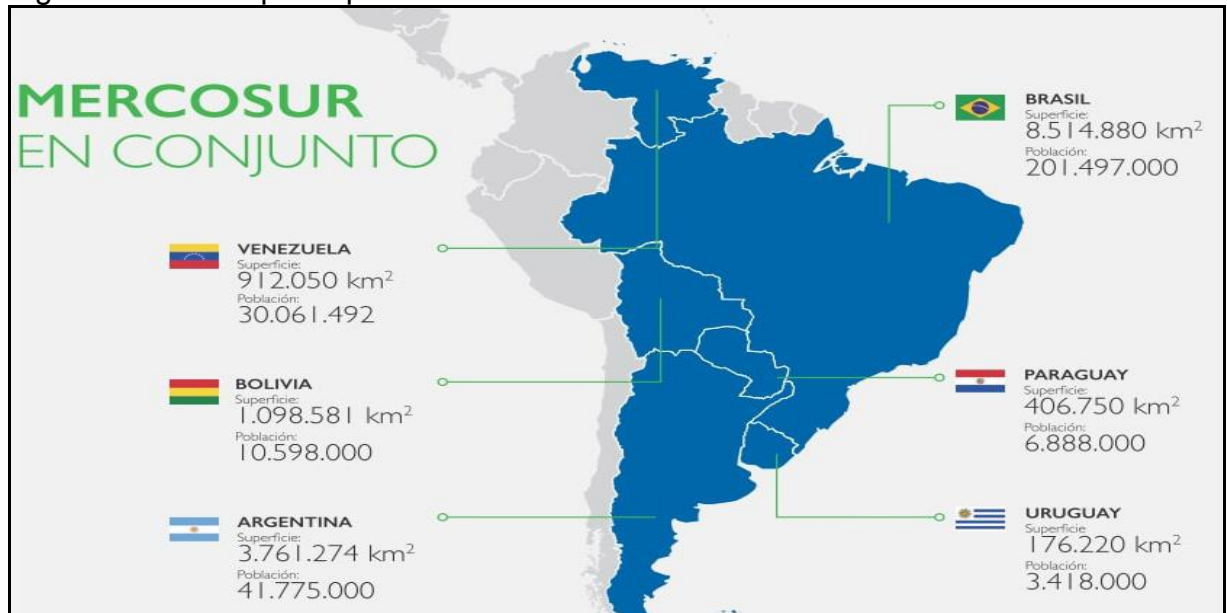 MERCOSUR
EN CONJUNTO
VENEZUELA
Superficie:
912.050 km²
Población:
30.061.492
BOLIVIA
Superficie:
1.098.581 km²
Población:
10.598.000
ARGENTINA
Superficie:
3.761.274 km²
Población:
41.775.000
BRASIL
Superficie:
8.514.880 km²
Población:
201.497.000
PARAGUAY
Superficie:
406.750 km²
Población:
6.888.000
URUGUAY
Superficie
176.220 km²
Población:
3.418.000